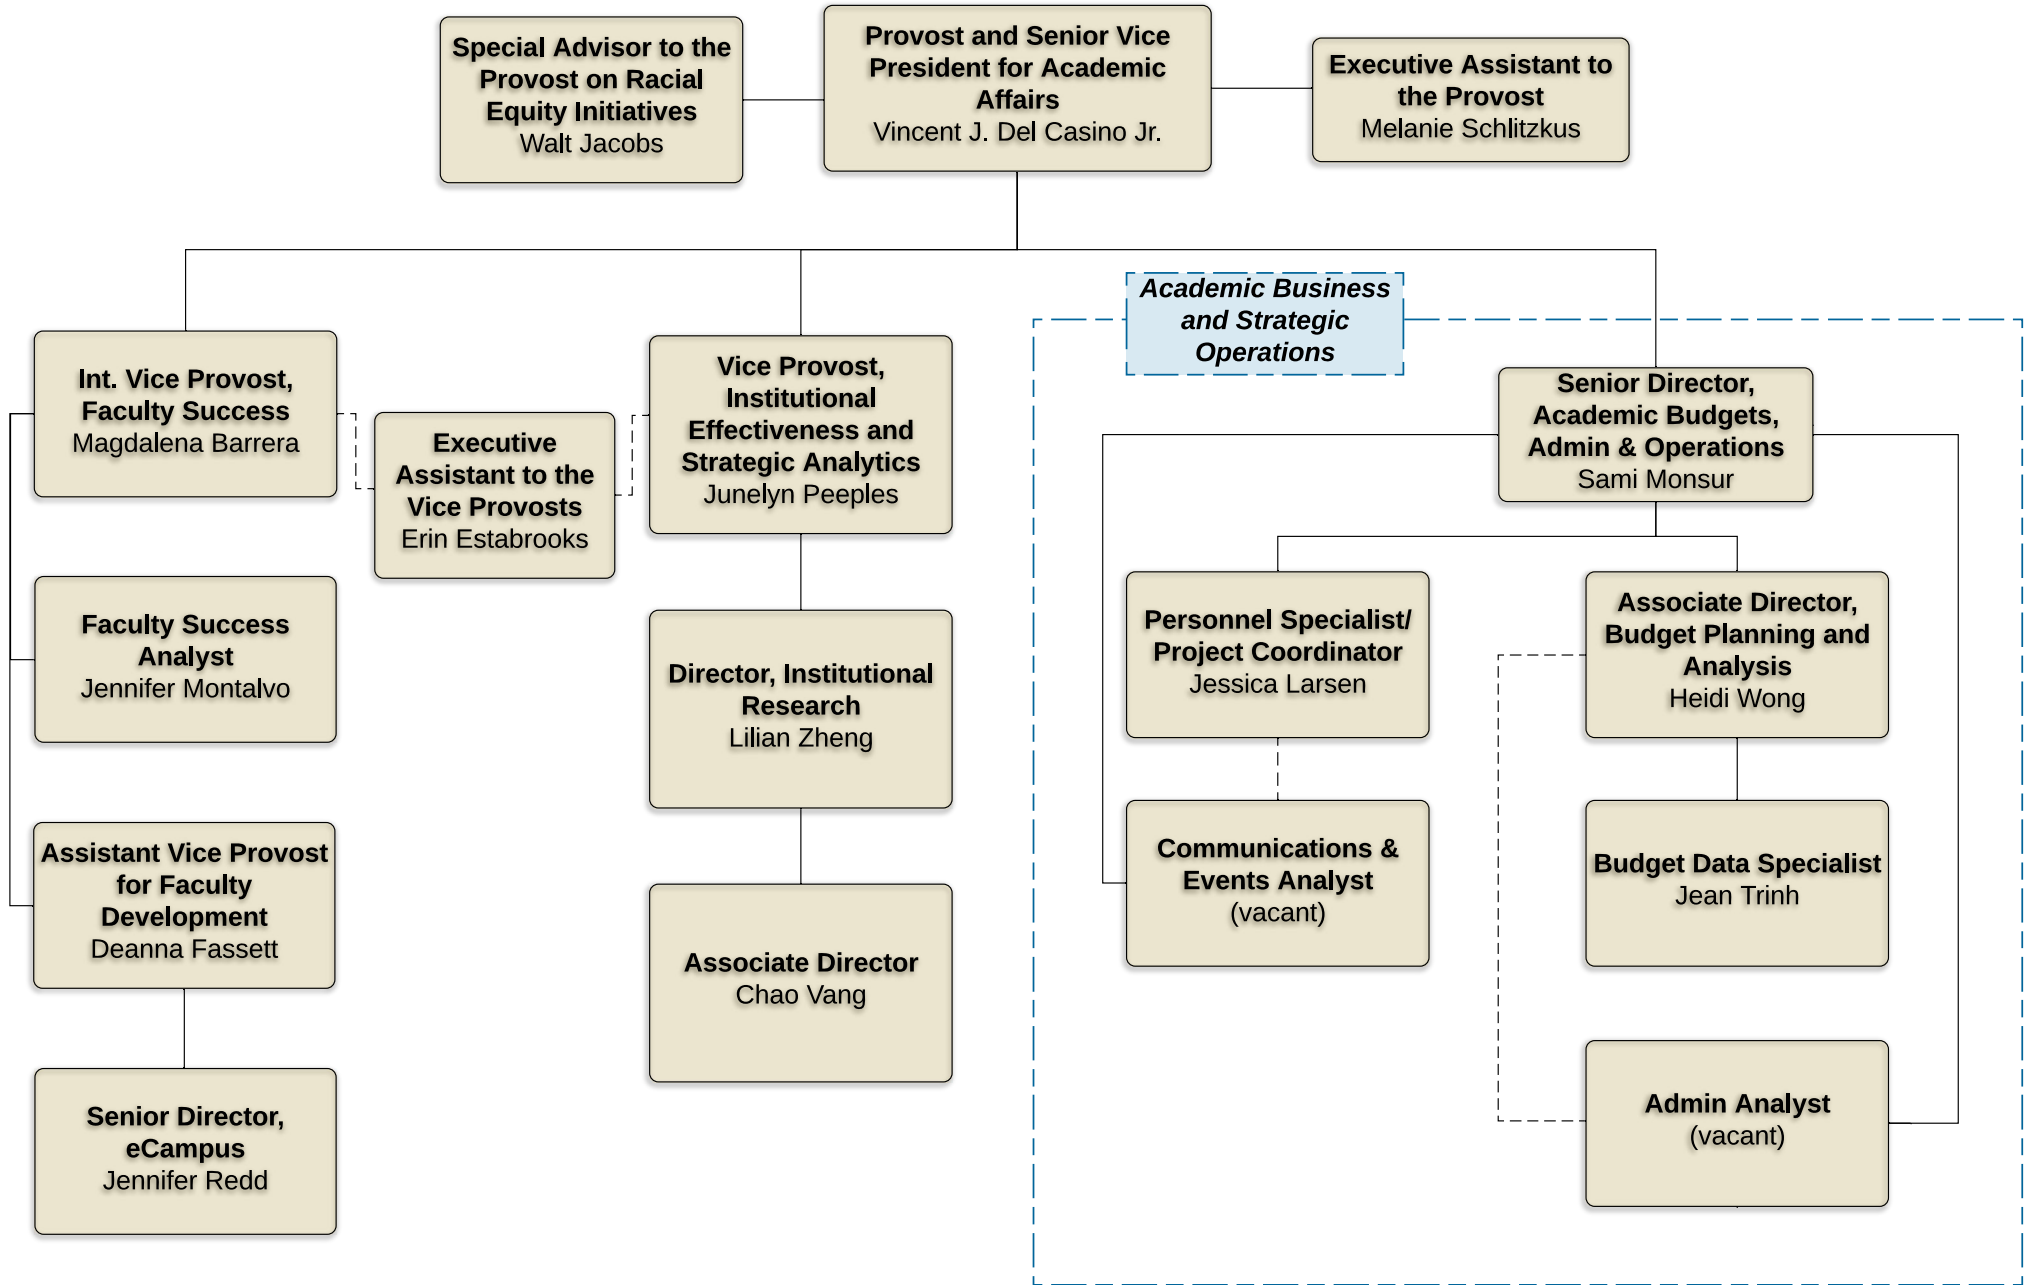 Special Advisor to the
Provost on Racial
Equity Initiatives
Walt Jacobs
Provost and Senior Vice
President for Academic
Affairs
Vincent J. Del Casino Jr.
Executive Assistant to
the Provost
Melanie Schlitzkus
Int. Vice Provost,
Faculty Success
Magdalena Barrera
Executive
Assistant to the
Vice Provosts
Erin Estabrooks
Vice Provost,
Institutional
Effectiveness and
Strategic Analytics
Junelyn Peeples
Academic Business
and Strategic
Operations
Senior Director,
Academic Budgets,
Admin & Operations
Sami Monsur
Faculty Success
Analyst
Jennifer Montalvo
Director, Institutional
Research
Lilian Zheng
Personnel Specialist/
Project Coordinator
Jessica Larsen
Associate Director,
Budget Planning and
Analysis
Heidi Wong
Assistant Vice Provost
for Faculty
Development
Deanna Fassett
Associate Director
Chao Vang
Communications &
Events Analyst
(vacant)
Budget Data Specialist
Jean Trinh
Senior Director,
eCampus
Jennifer Redd
Admin Analyst
(vacant)